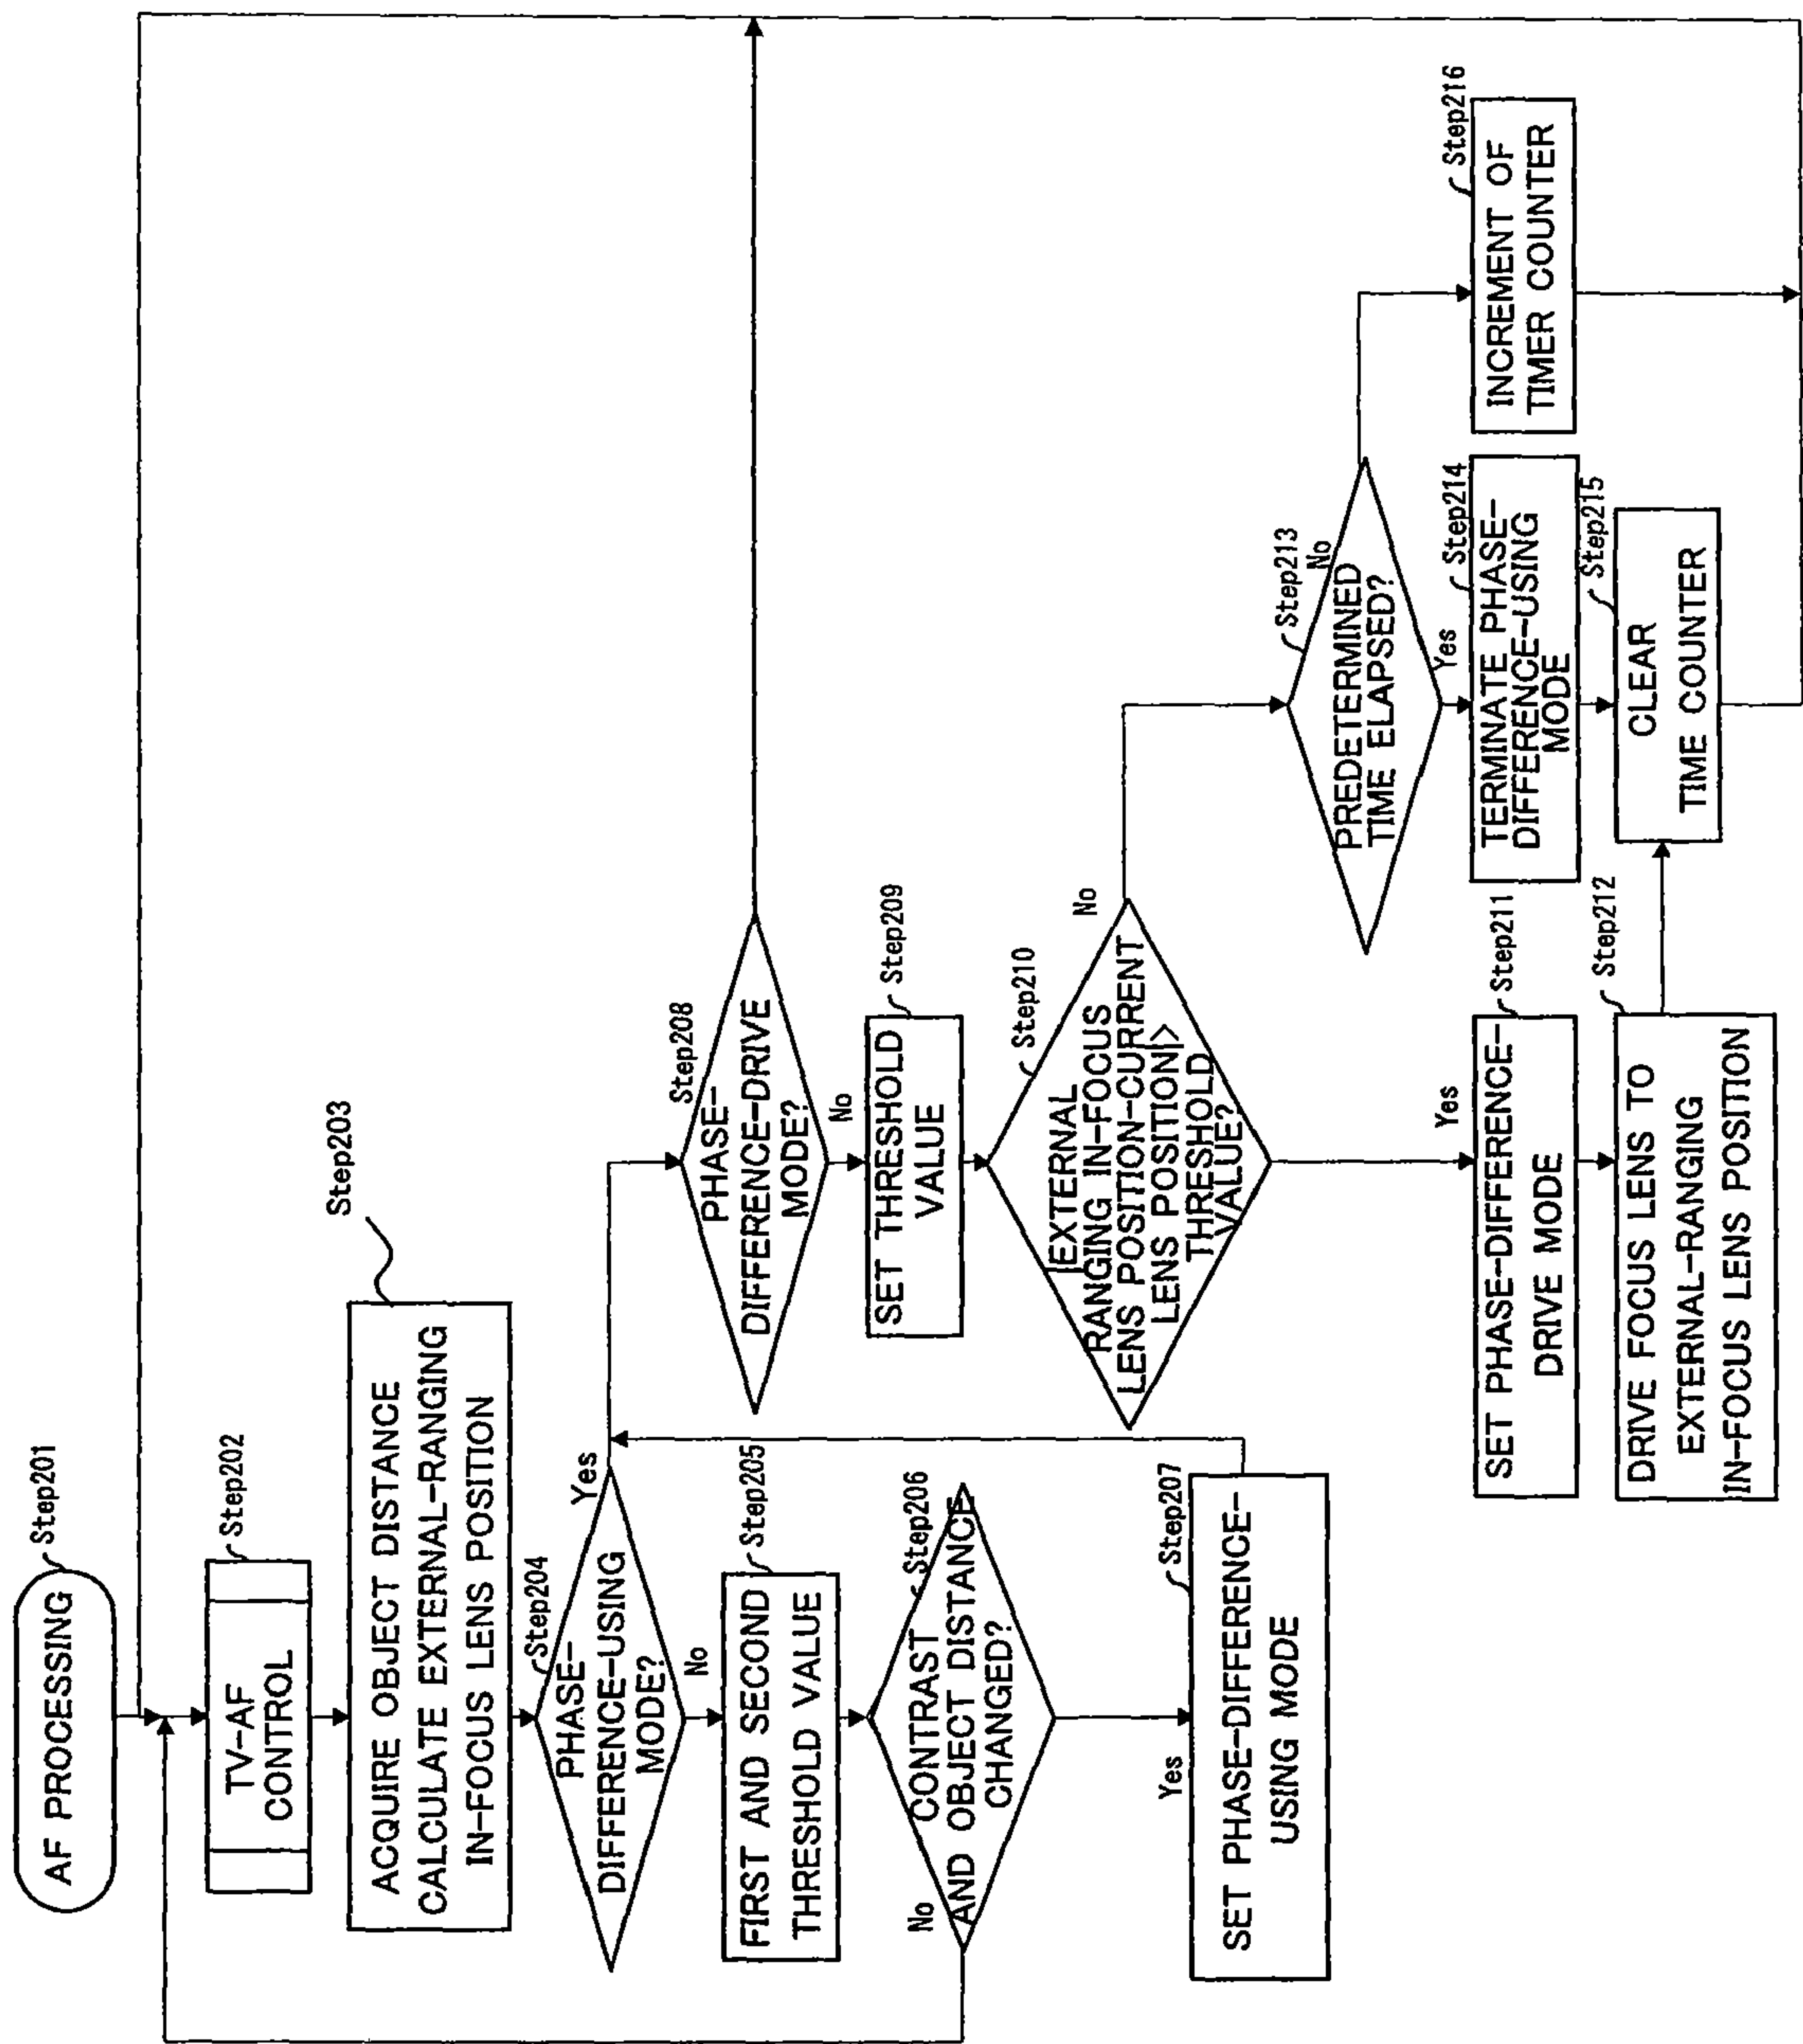 AF PROCESSING
Step201
TV-AF
CONTROL
Step202
ACQUIRE OBJECT DISTANCE
CALCULATE EXTERNAL-RANGING
IN-FOCUS LENS POSITION
Step203
PHASE-
DIFFERENCE-USING
MODE?
Step204
Yes
No
FIRST AND SECOND
THRESHOLD VALUE
Step205
CONTRAST
AND OBJECT DISTANCE
CHANGED?
Step206
No
Yes
SET PHASE-DIFFERENCE-
USING MODE
Step207
PHASE-
DIFFERENCE-DRIVE
MODE?
Step208
No
SET THRESHOLD
VALUE
Step209
|EXTERNAL
RANGING IN-FOCUS
LENS POSITION-CURRENT
LENS POSITION|>
THRESHOLD
VALUE?
Step210
No
Yes
SET PHASE-DIFFERENCE-
DRIVE MODE
Step211
DRIVE FOCUS LENS TO
EXTERNAL-RANGING
IN-FOCUS LENS POSITION
Step212
PREDETERMINED
TIME ELAPSED?
Step213
No
Yes
TERMINATE PHASE-
DIFFERENCE-USING
MODE
Step214
CLEAR
TIME COUNTER
Step215
INCREMENT OF
TIMER COUNTER
Step216